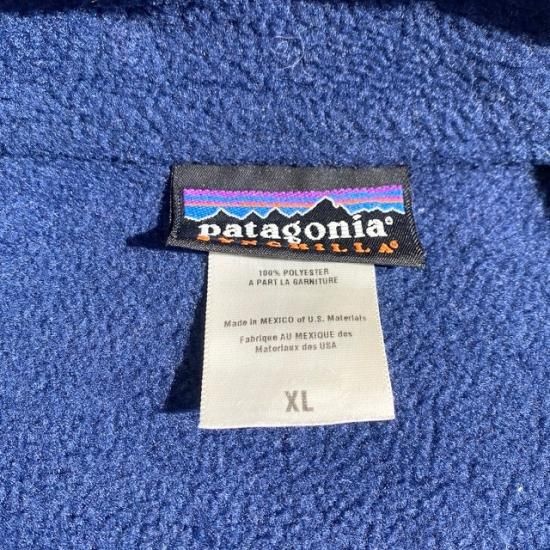 patagonia®
SYNCHILLA®
100% POLYESTER
A PART LA GARNITURE
Made in MEXICO of U.S. Materials
Fabrique AU MEXIQUE des
Materiaux des USA
XL